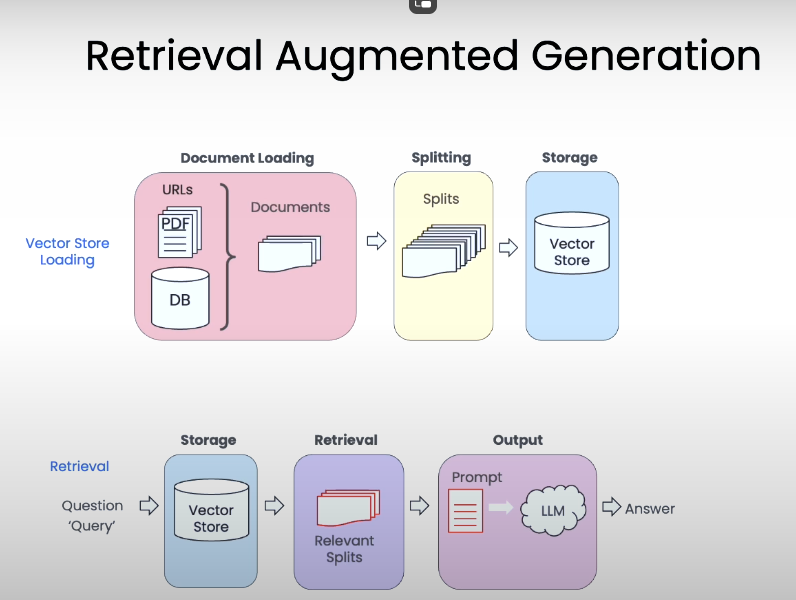 Retrieval Augmented Generation
Document Loading
Splitting
Storage
URLs
PDF
DB
Documents
Splits
Vector
Store
Vector Store
Loading
Storage
Retrieval
Output
Retrieval
Question
'Query'
Vector
Store
Relevant
Splits
Prompt
LLM
Answer